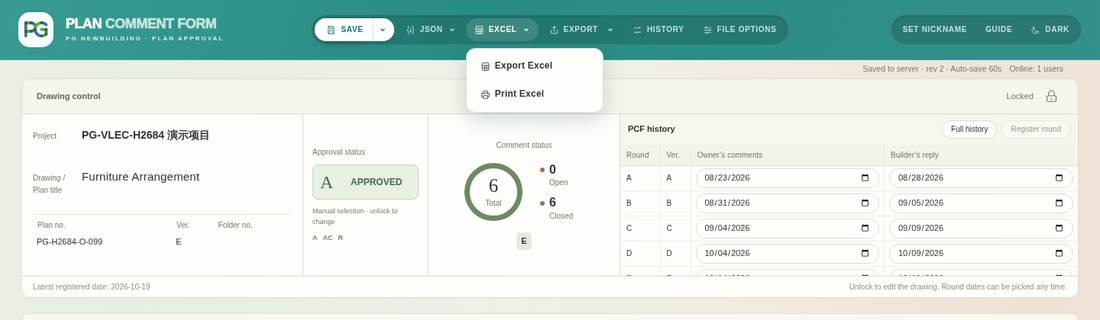 PG
PLAN COMMENT FORM
PG NEWBUILDING · PLAN APPROVAL
SAVE
JSON
EXCEL
EXPORT
HISTORY
FILE OPTIONS
SET NICKNAME
GUIDE
DARK
Export Excel
Print Excel
Saved to server · rev 2 · Auto-save 60s Online: 1 users
Drawing control
Locked
Project
PG-VLEC-H2684 演示项目
Drawing /
Plan title
Furniture Arrangement
Plan no.
Ver.
Folder no.
PG-H2684-O-099
E
Approval status
A APPROVED
Manual selection · unlock to
change
A AC R
Comment status
6
Total
0
Open
6
Closed
E
PCF history
Full history
Register round
Round Ver. Owner's comments Builder's reply
A A 08/23/2026 08/28/2026
B B 08/31/2026 09/05/2026
C C 09/04/2026 09/09/2026
D D 10/04/2026 10/09/2026
Latest registered date: 2026-10-19
Unlock to edit the drawing. Round dates can be picked any time.